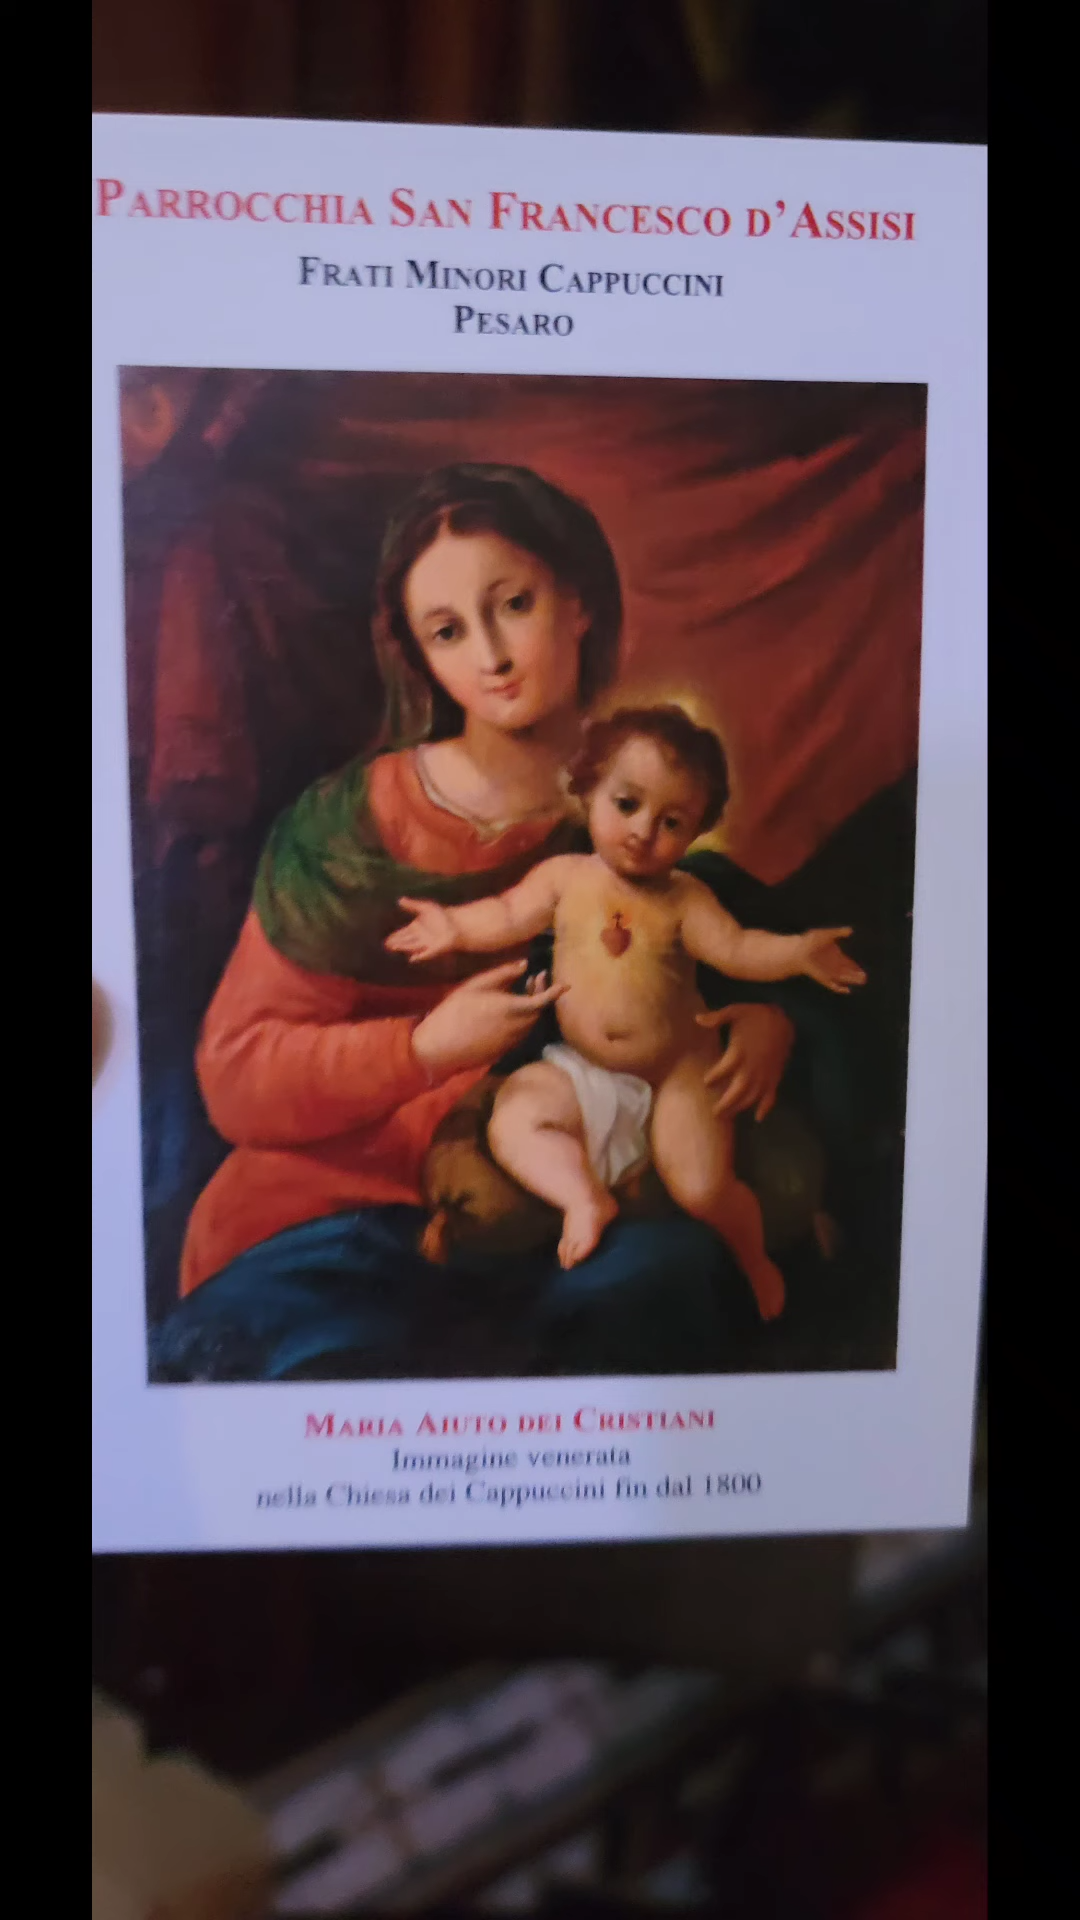 PARROCCHIA SAN FRANCESCO D'ASSISI
FRATI MINORI CAPPUCCINI
PESARO
MARIA AIUTO DEI CRISTIANI
Immagine venerata
nella Chiesa dei Cappuccini fin dal 1800